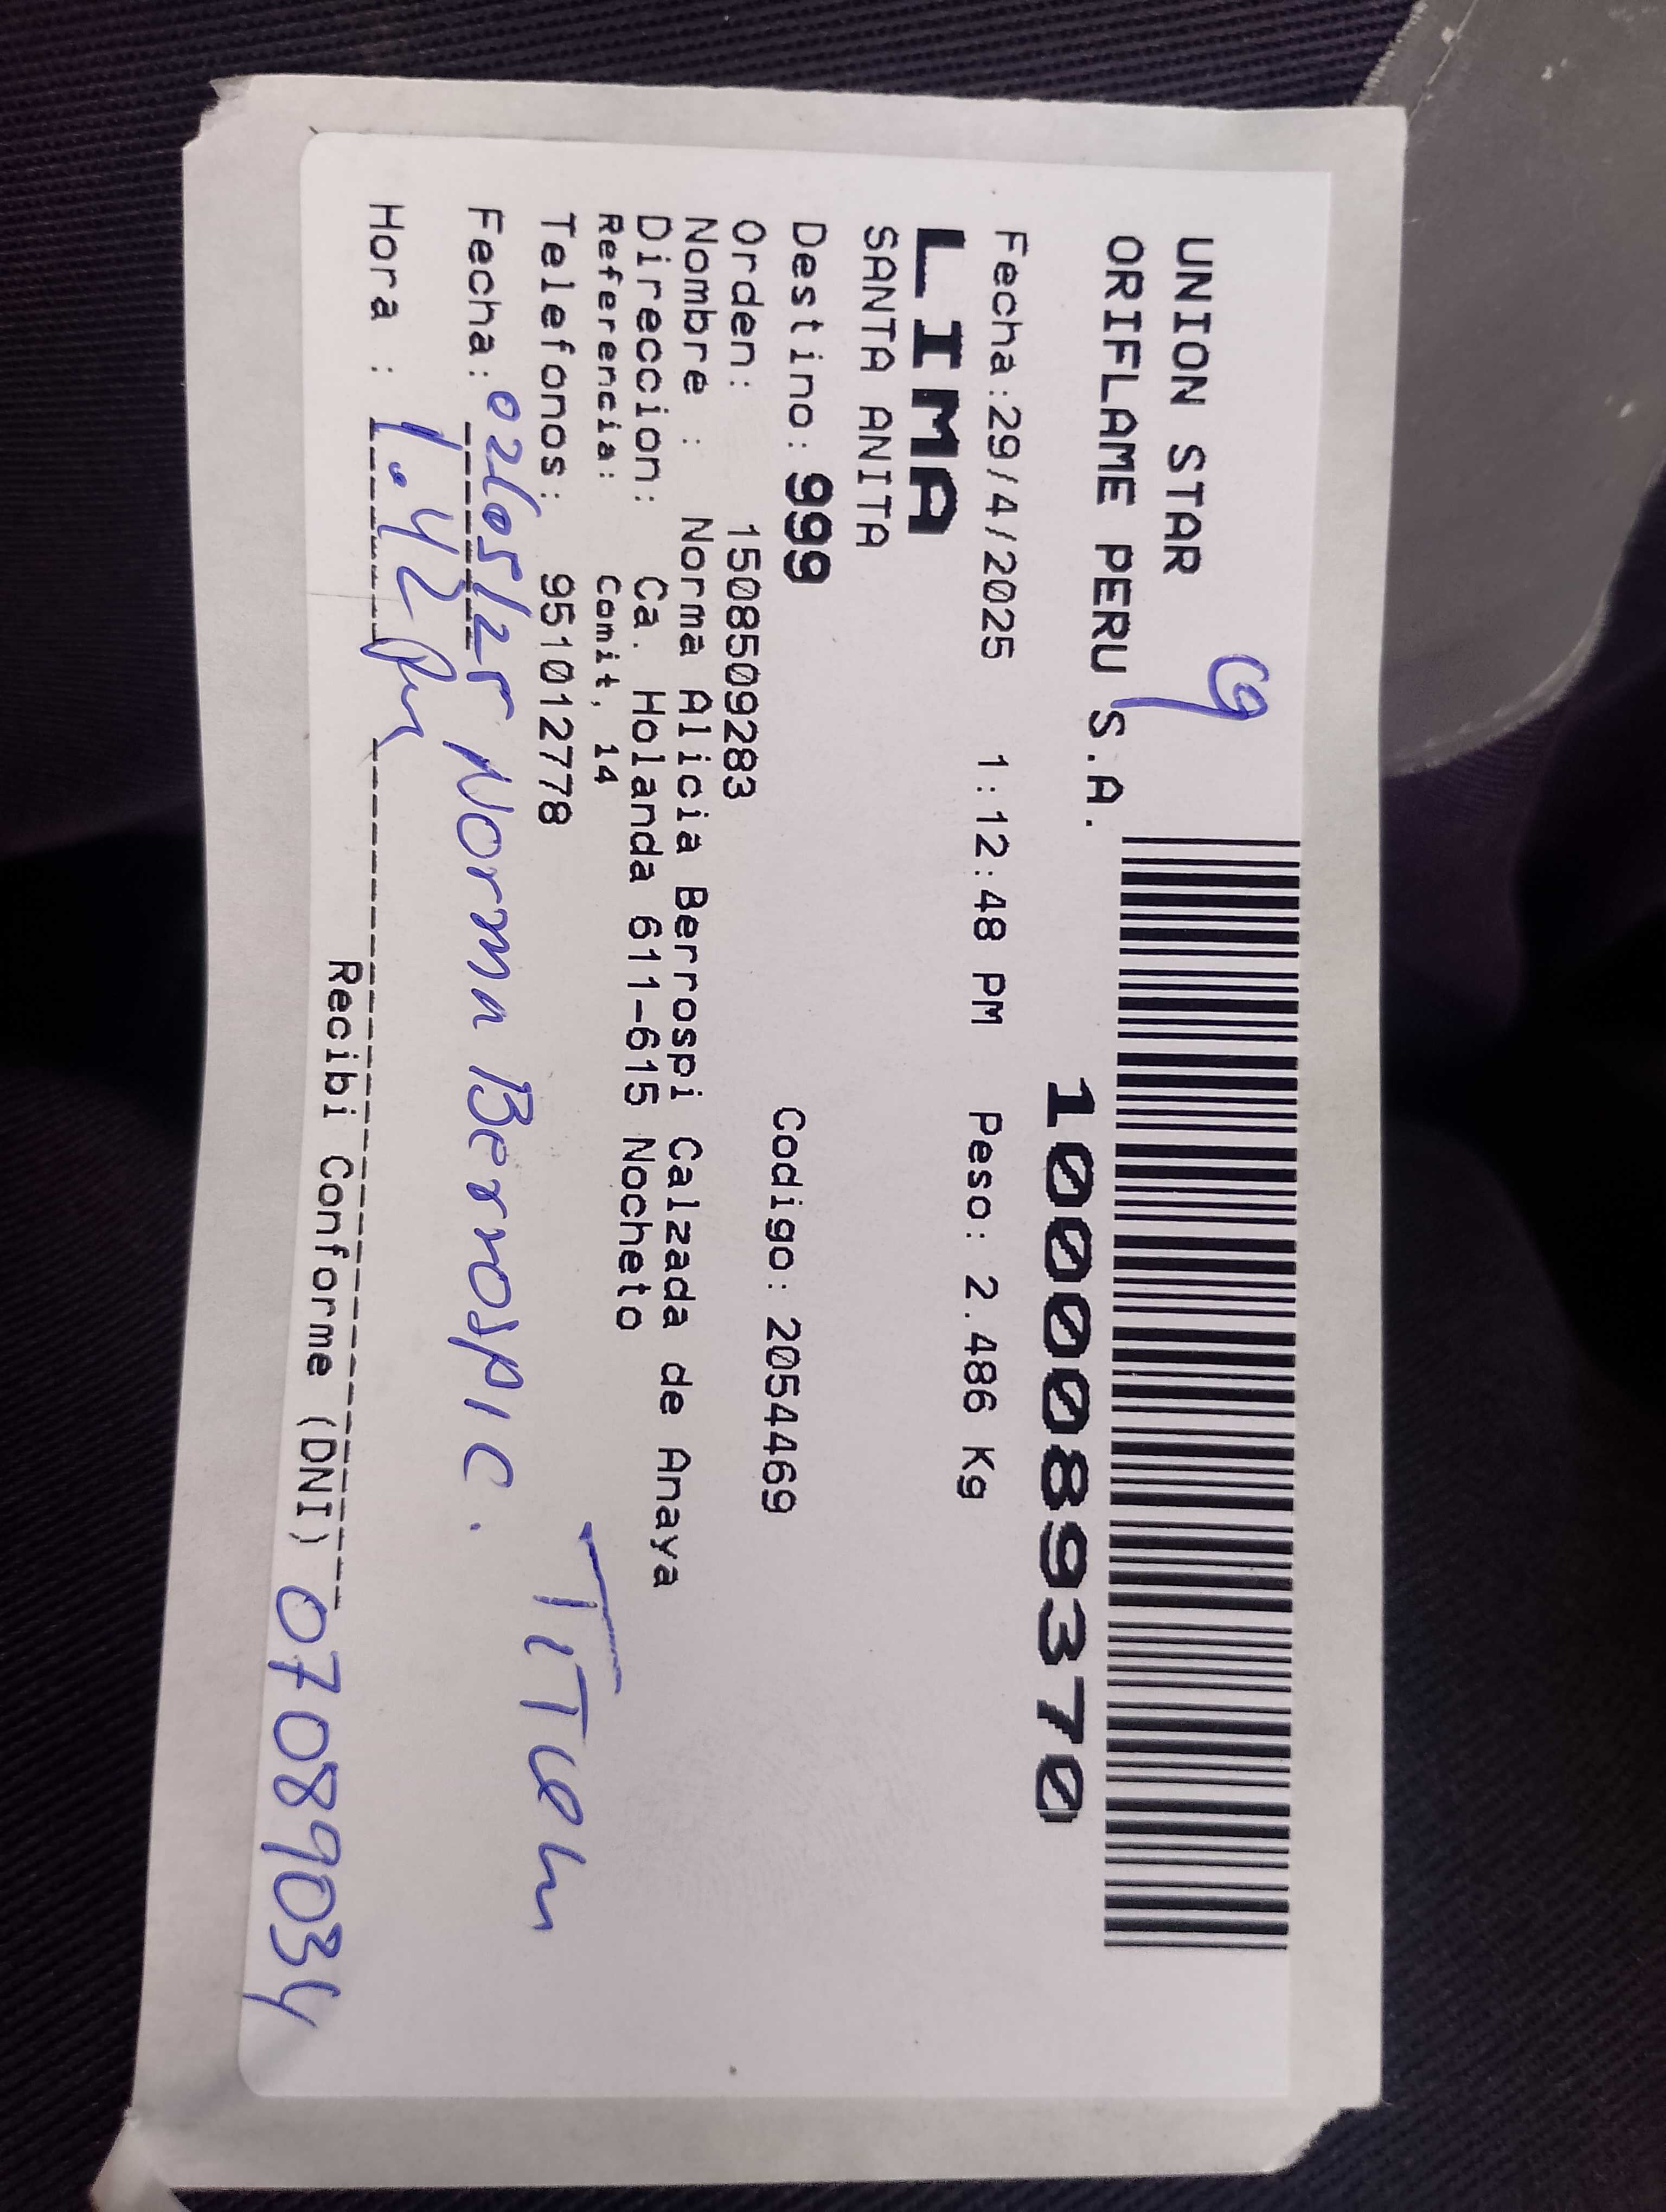 UNION STAR 9
ORIFLAME PERU S.A.
10000893370
Fecha:29/4/2025 1:12:48 PM Peso: 2.486 Kg
LIMA
SANTA ANITA
Destino: 999 Codigo: 2054469
Orden: 1508509283
Nombre : Norma Alicia Berrospi Calzada de Anaya
Direccion: Ca. Holanda 611-615 Nocheto
Referencia: Comit, 14
Telefonos: 951012778
Fecha: 02/05/25 Norma Berrospi C.
Hora : 1.42 Pm
Recibi Conforme (DNI) 07089034